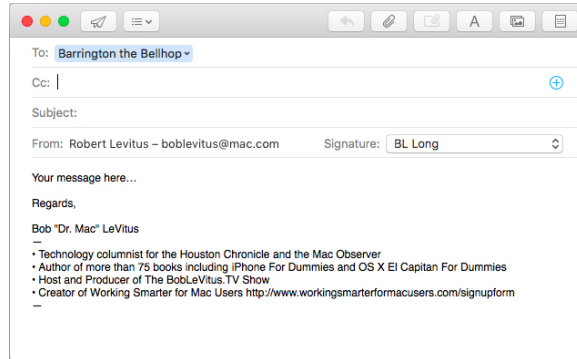 To: Barrington the Bellhop
Cc:
Subject:
From: Robert Levitus – boblevitus@mac.com Signature: BL Long
Your message here…
Regards,
Bob "Dr. Mac" LeVitus
—
• Technology columnist for the Houston Chronicle and the Mac Observer
• Author of more than 75 books including iPhone For Dummies and OS X El Capitan For Dummies
• Host and Producer of The BobLeVitus.TV Show
• Creator of Working Smarter for Mac Users http://www.workingsmarterformacusers.com/signupform
—